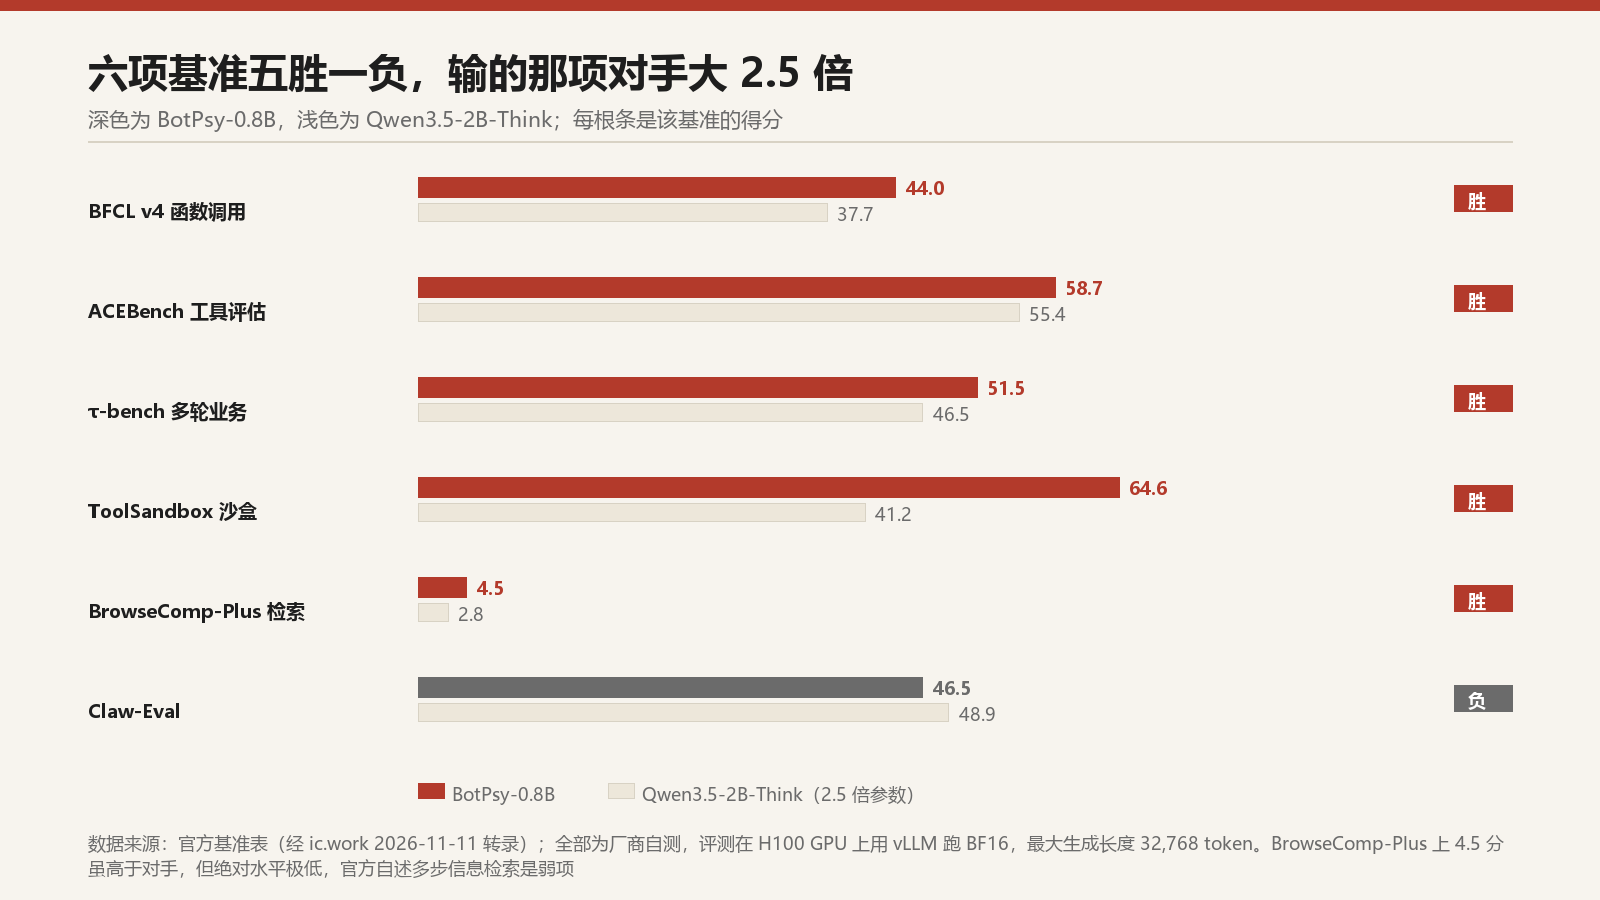 六项基准五胜一负，输的那项对手大 2.5 倍
深色为 BotPsy-0.8B，浅色为 Qwen3.5-2B-Think；每根条是该基准的得分
BFCL v4 函数调用
44.0
37.7
胜
ACEBench 工具评估
58.7
55.4
胜
τ-bench 多轮业务
51.5
46.5
胜
ToolSandbox 沙盒
64.6
41.2
胜
BrowseComp-Plus 检索
4.5
2.8
胜
Claw-Eval
46.5
48.9
负
BotPsy-0.8B
Qwen3.5-2B-Think（2.5 倍参数）
数据来源：官方基准表（经 ic.work 2026-11-11 转录）；全部为厂商自测，评测在 H100 GPU 上用 vLLM 跑 BF16，最大生成长度 32,768 token。BrowseComp-Plus 上 4.5 分
虽高于对手，但绝对水平极低，官方自述多步信息检索是弱项